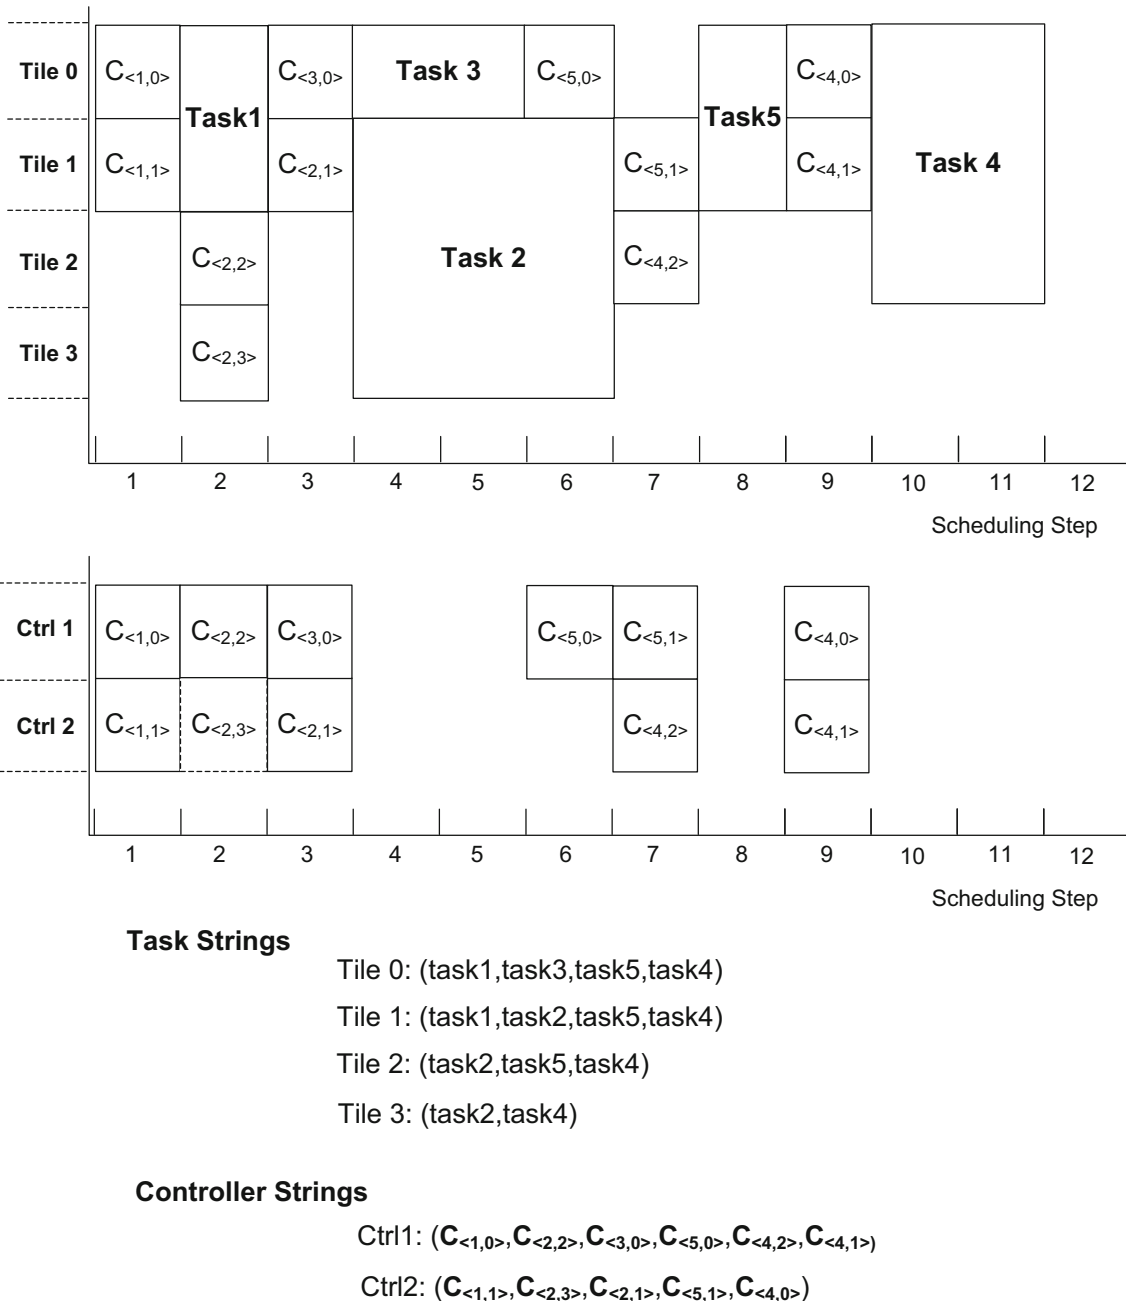 Tile 0 C<1,0> C<3,0> Task 3 C<5,0> C<4,0>
Task1 Task5
Tile 1 C<1,1> C<2,1> C<5,1> C<4,1> Task 4
Tile 2 C<2,2> Task 2 C<4,2>
Tile 3 C<2,3>
1 2 3 4 5 6 7 8 9 10 11 12
Scheduling Step
Ctrl 1 C<1,0> C<2,2> C<3,0> C<5,0> C<5,1> C<4,0>
Ctrl 2 C<1,1> C<2,3> C<2,1> C<4,2> C<4,1>
1 2 3 4 5 6 7 8 9 10 11 12
Scheduling Step
Task Strings
Tile 0: (task1,task3,task5,task4)
Tile 1: (task1,task2,task5,task4)
Tile 2: (task2,task5,task4)
Tile 3: (task2,task4)
Controller Strings
Ctrl1: (C<1,0>,C<2,2>,C<3,0>,C<5,0>,C<4,2>,C<4,1>)
Ctrl2: (C<1,1>,C<2,3>,C<2,1>,C<5,1>,C<4,0>)